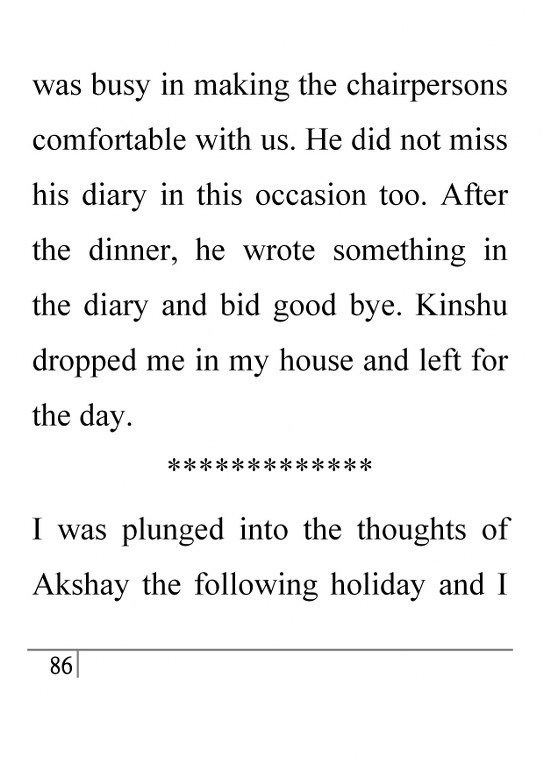 was busy in making the chairpersons
comfortable with us. He did not miss
his diary in this occasion too. After
the dinner, he wrote something in
the diary and bid good bye. Kinshu
dropped me in my house and left for
the day.
*************
I was plunged into the thoughts of
Akshay the following holiday and I
86